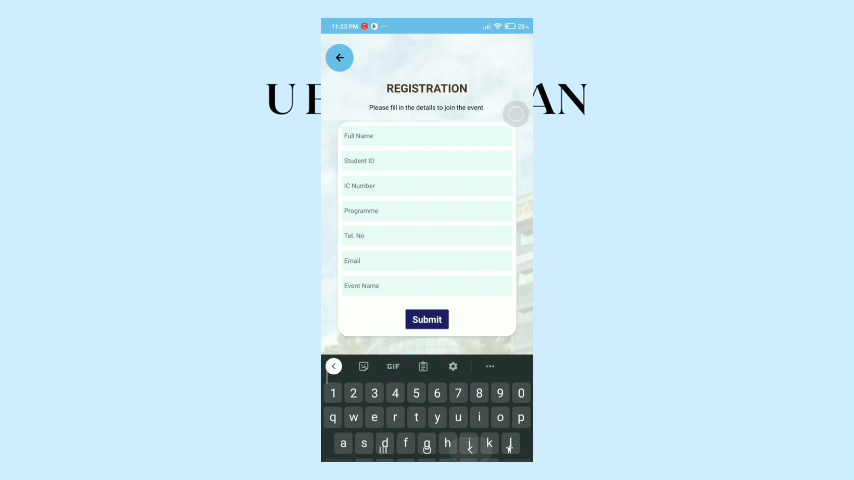 11:23 PM
26
REGISTRATION
Please fill in the details to join the event.
Full Name
Student ID
IC Number
Programme
Tel. No
Email
Event Name
Submit
GIF
1 2 3 4 5 6 7 8 9 0
q w e r t y u i o p
a s d f g h j k l